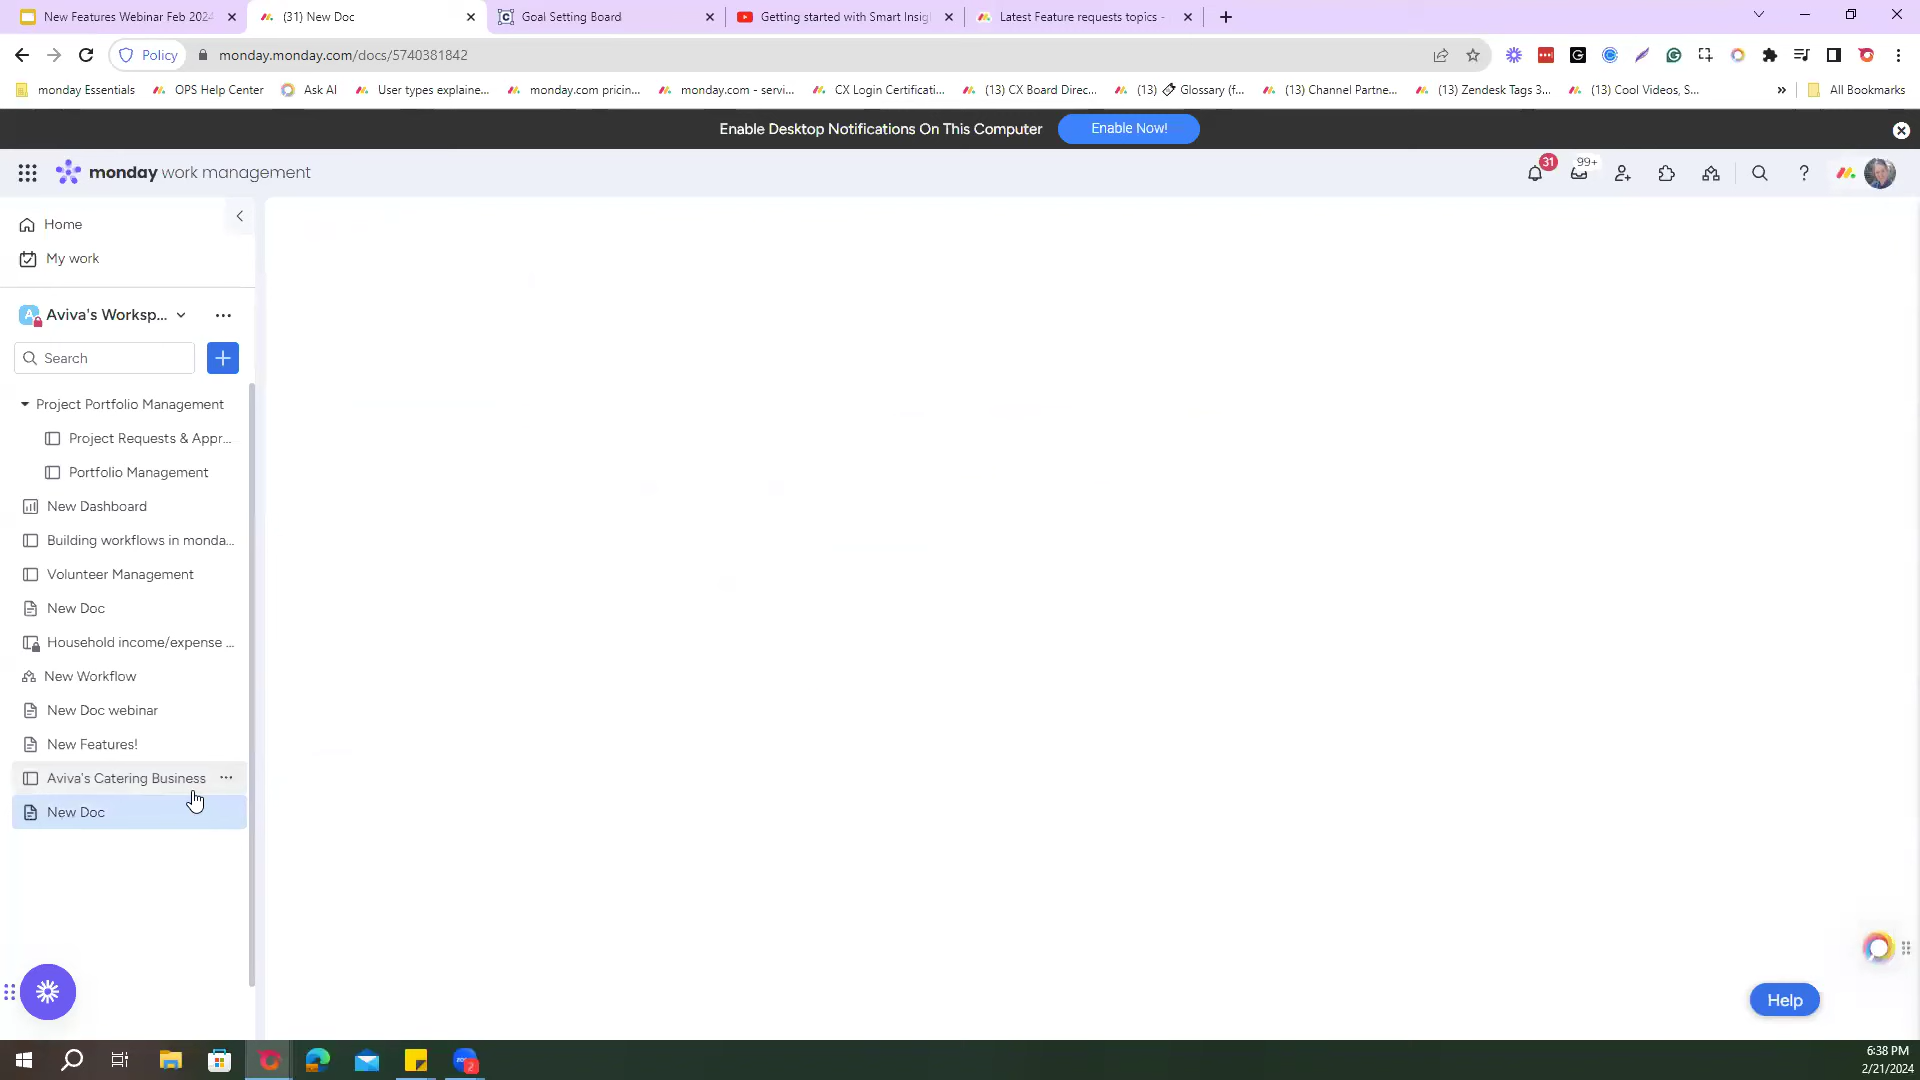 New Features Webinar Feb 2024
(31) New Doc
Goal Setting Board
Getting started with Smart Insig
Latest Feature requests topics -
Policy
monday.monday.com/docs/5740381842
monday Essentials
OPS Help Center
Ask AI
User types explaine...
monday.com pricin...
monday.com - servi...
CX Login Certificati...
(13) CX Board Direc...
(13) Glossary (f...
(13) Channel Partne...
(13) Zendesk Tags 3...
(13) Cool Videos, S...
»
All Bookmarks
Enable Desktop Notifications On This Computer
Enable Now!
monday work management
31
99+
?
Home
My work
A
Aviva's Worksp...
Search
Project Portfolio Management
Project Requests & Appr...
Portfolio Management
New Dashboard
Building workflows in monda...
Volunteer Management
New Doc
Household income/expense ...
New Workflow
New Doc webinar
New Features!
Aviva's Catering Business
New Doc
Help
2
6:38 PM
2/21/2024